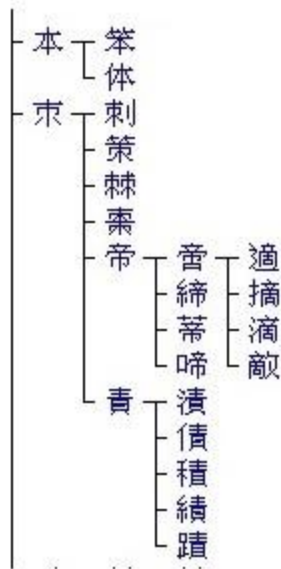 本 笨
体
朿 刺
策
棘
棗
帝 啻 適
締 摘
蒂 滴
啼 敵
責 漬
債
積
績
蹟